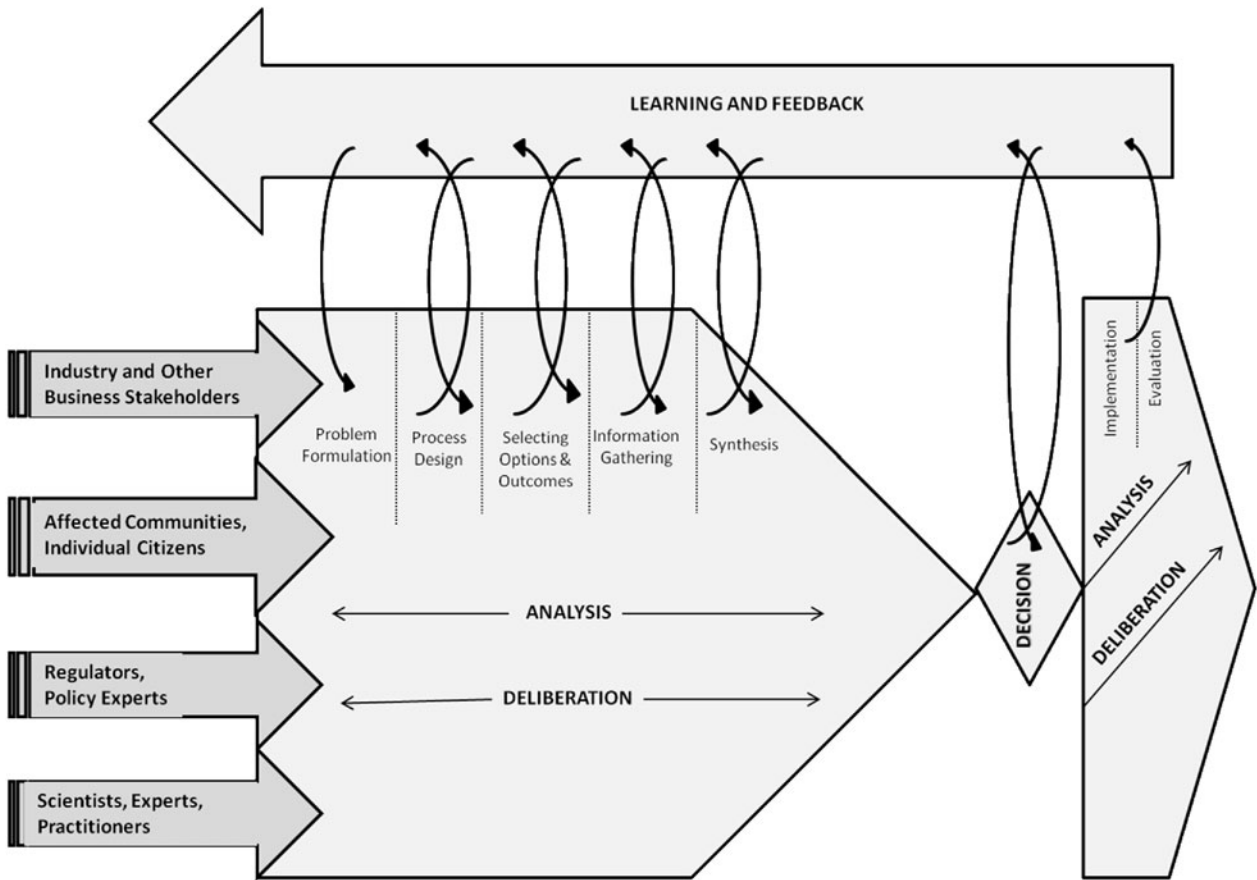 LEARNING AND FEEDBACK
Industry and Other
Business Stakeholders
Affected Communities,
Individual Citizens
Regulators,
Policy Experts
Scientists, Experts,
Practitioners
Problem
Formulation
Process
Design
Selecting
Options &
Outcomes
Information
Gathering
Synthesis
ANALYSIS
DELIBERATION
DECISION
Implementation
Evaluation
ANALYSIS
DELIBERATION